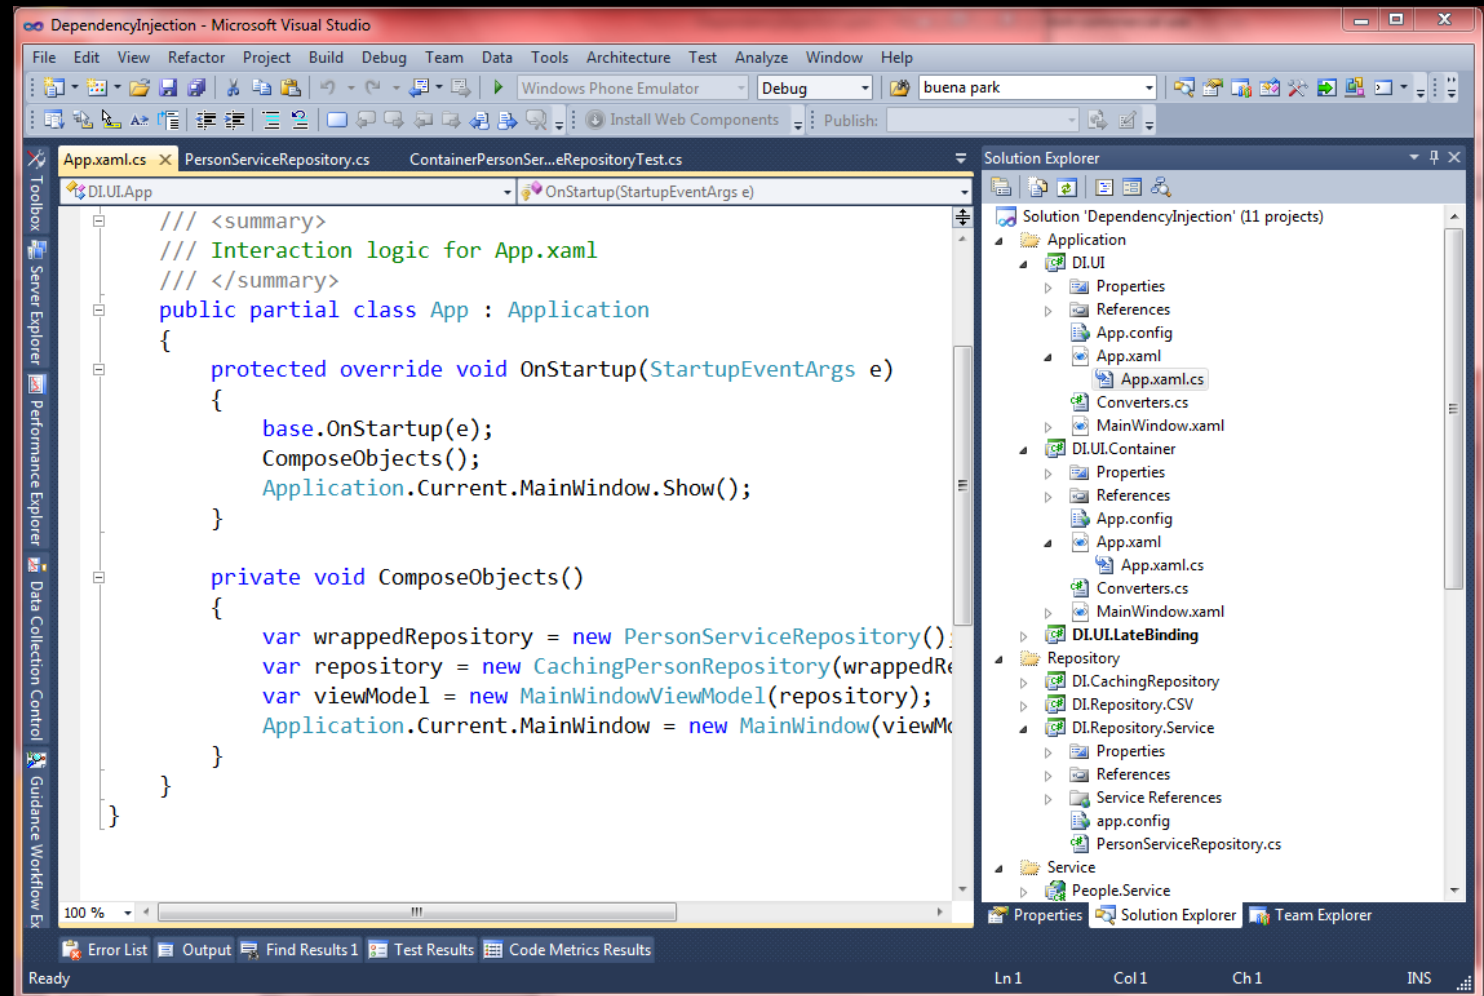 DependencyInjection - Microsoft Visual Studio
File Edit View Refactor Project Build Debug Team Data Tools Architecture Test Analyze Window Help
Windows Phone Emulator Debug buena park
Install Web Components Publish:
App.xaml.cs PersonServiceRepository.cs ContainerPersonSer...eRepositoryTest.cs
DI.UI.App OnStartup(StartupEventArgs e)
/// <summary>
/// Interaction logic for App.xaml
/// </summary>
public partial class App : Application
{
protected override void OnStartup(StartupEventArgs e)
{
base.OnStartup(e);
ComposeObjects();
Application.Current.MainWindow.Show();
}
private void ComposeObjects()
{
var wrappedRepository = new PersonServiceRepository();
var repository = new CachingPersonRepository(wrappedRe
var viewModel = new MainWindowViewModel(repository);
Application.Current.MainWindow = new MainWindow(viewMo
}
}
}
100 %
Toolbox
Server Explorer
Performance Explorer
Data Collection Control
Guidance Workflow Ex
Solution Explorer
Solution 'DependencyInjection' (11 projects)
Application
DI.UI
Properties
References
App.config
App.xaml
App.xaml.cs
Converters.cs
MainWindow.xaml
DI.UI.Container
Properties
References
App.config
App.xaml
App.xaml.cs
Converters.cs
MainWindow.xaml
DI.UI.LateBinding
Repository
DI.CachingRepository
DI.Repository.CSV
DI.Repository.Service
Properties
References
Service References
app.config
PersonServiceRepository.cs
Service
People.Service
Properties Solution Explorer Team Explorer
Error List Output Find Results 1 Test Results Code Metrics Results
Ready Ln 1 Col 1 Ch 1 INS